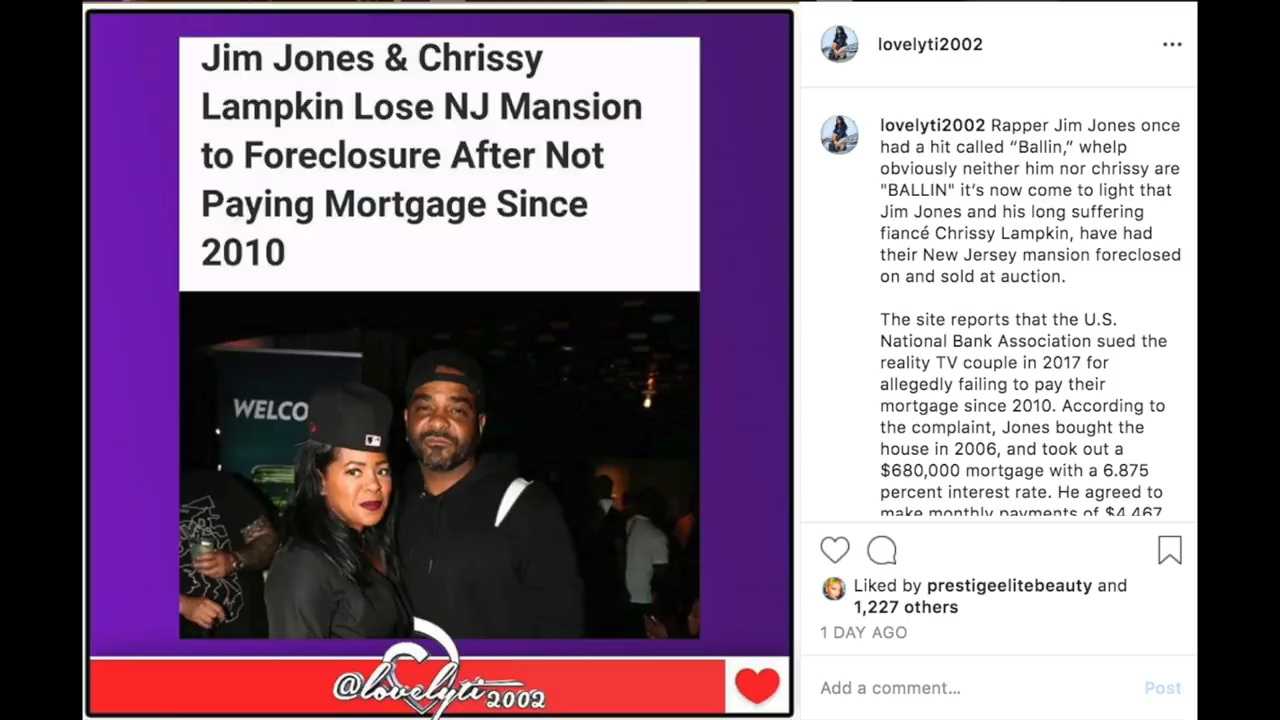 Jim Jones & Chrissy
Lampkin Lose NJ Mansion
to Foreclosure After Not
Paying Mortgage Since
2010
WELCO
@lovelyti2002
lovelyti2002
lovelyti2002 Rapper Jim Jones once
had a hit called “Ballin,” whelp
obviously neither him nor chrissy are
"BALLIN" it‘s now come to light that
Jim Jones and his long suffering
fiancé Chrissy Lampkin, have had
their New Jersey mansion foreclosed
on and sold at auction.
The site reports that the U.S.
National Bank Association sued the
reality TV couple in 2017 for
allegedly failing to pay their
mortgage since 2010. According to
the complaint, Jones bought the
house in 2006, and took out a
$680,000 mortgage with a 6.875
percent interest rate. He agreed to
make monthly payments of $4,467
Liked by prestigeelitebeauty and
1,227 others
1 DAY AGO
Add a comment...
Post